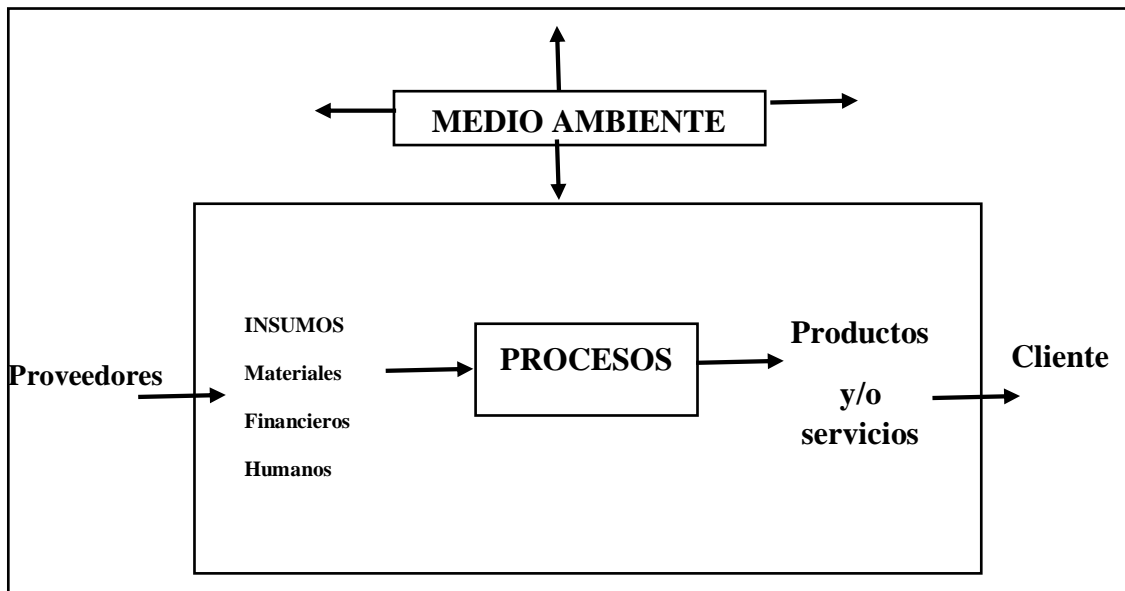 MEDIO AMBIENTE
Proveedores
INSUMOS
Materiales
Financieros
Humanos
PROCESOS
Productos
y/o
servicios
Cliente